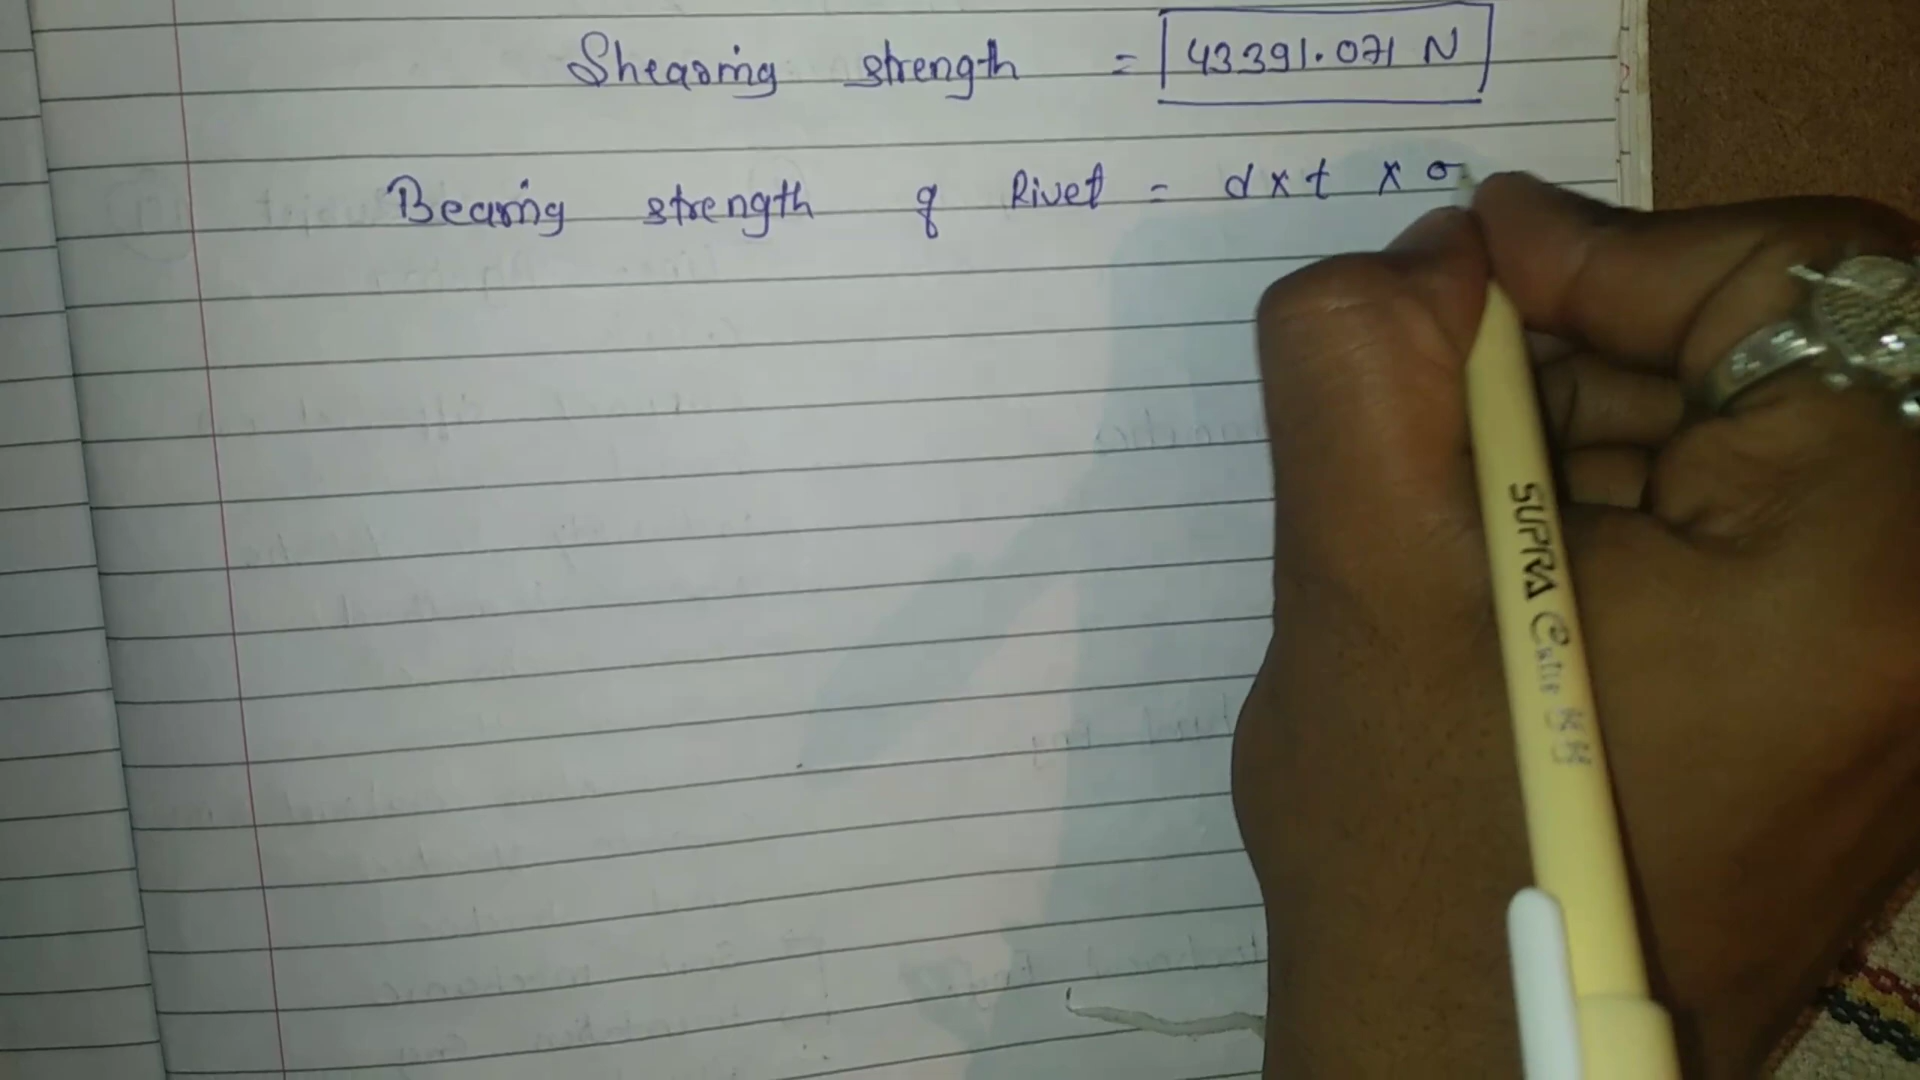 Shearing strength = 43391.071 N
Bearing strength of Rivet = d x t x σ
SUPRA